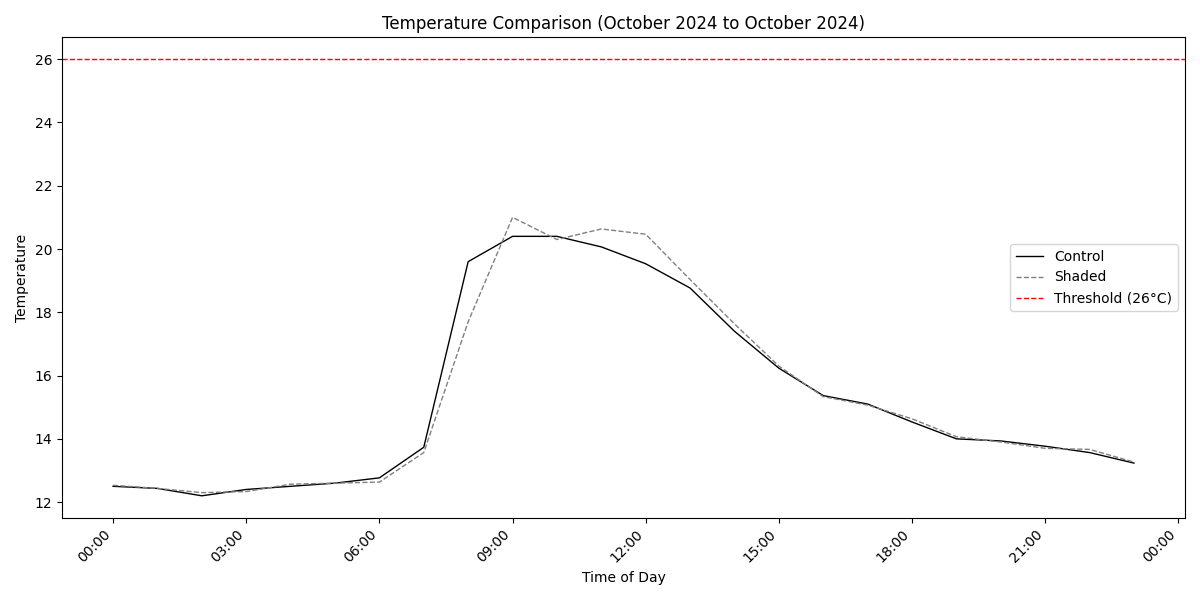 Temperature Comparison (October 2024 to October 2024)
Temperature
26
24
22
20
18
16
14
12
Control
Shaded
Threshold (26°C)
00:00
03:00
06:00
09:00
12:00
15:00
18:00
21:00
00:00
Time of Day